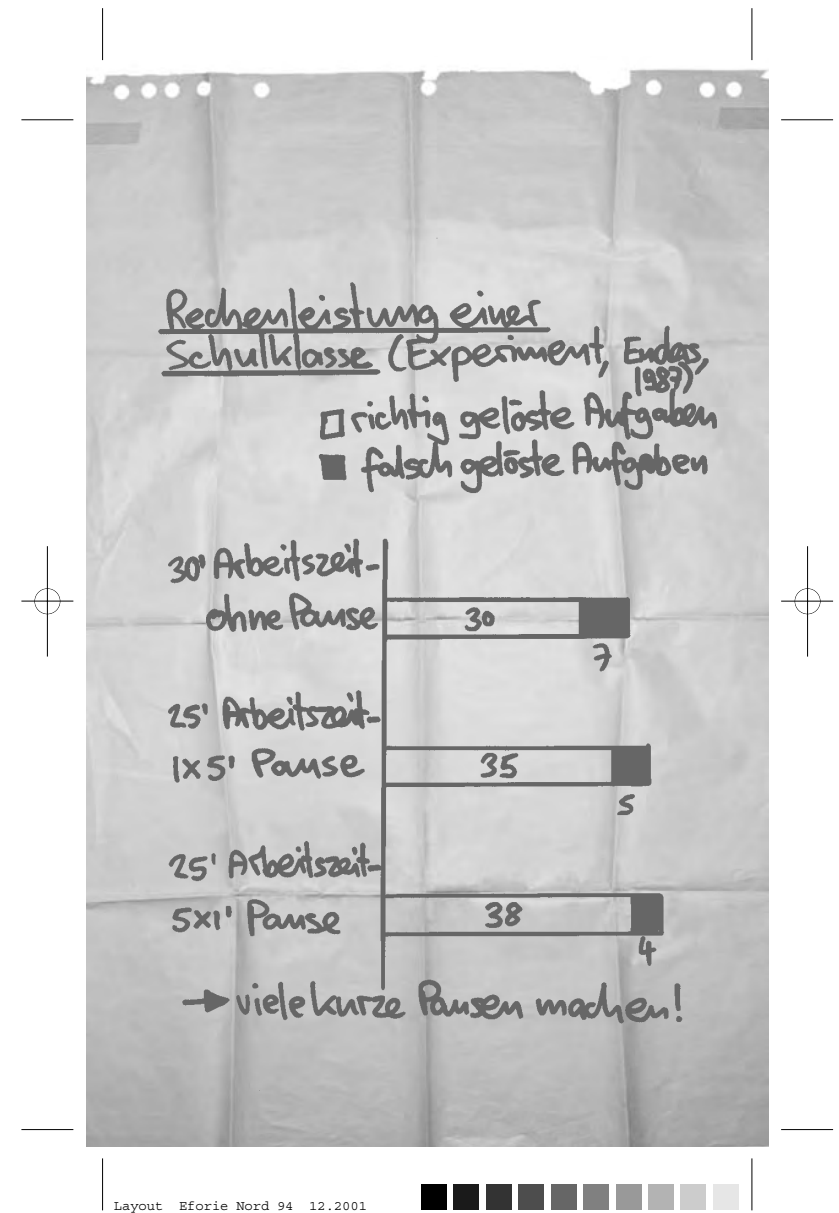 Rechenleistung einer
Schulklasse (Experiment, Enders,
1987)
richtig gelöste Aufgaben
falsch gelöste Aufgaben
30' Arbeitszeit-
ohne Pause 30
7
25' Arbeitszeit-
1x5' Pause 35
5
25' Arbeitszeit-
5x1' Pause 38
4
→ viele kurze Pausen machen!
Layout Eforie Nord 94 12.2001